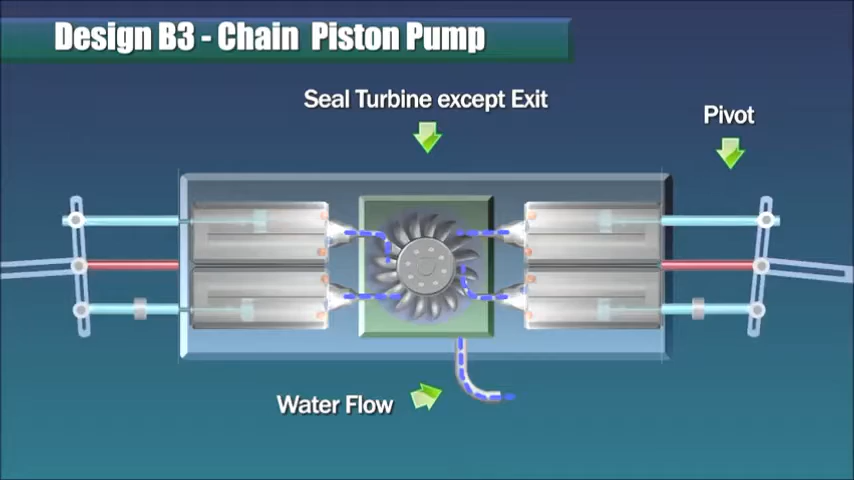 Design B3 - Chain Piston Pump
Seal Turbine except Exit
Pivot
Water Flow